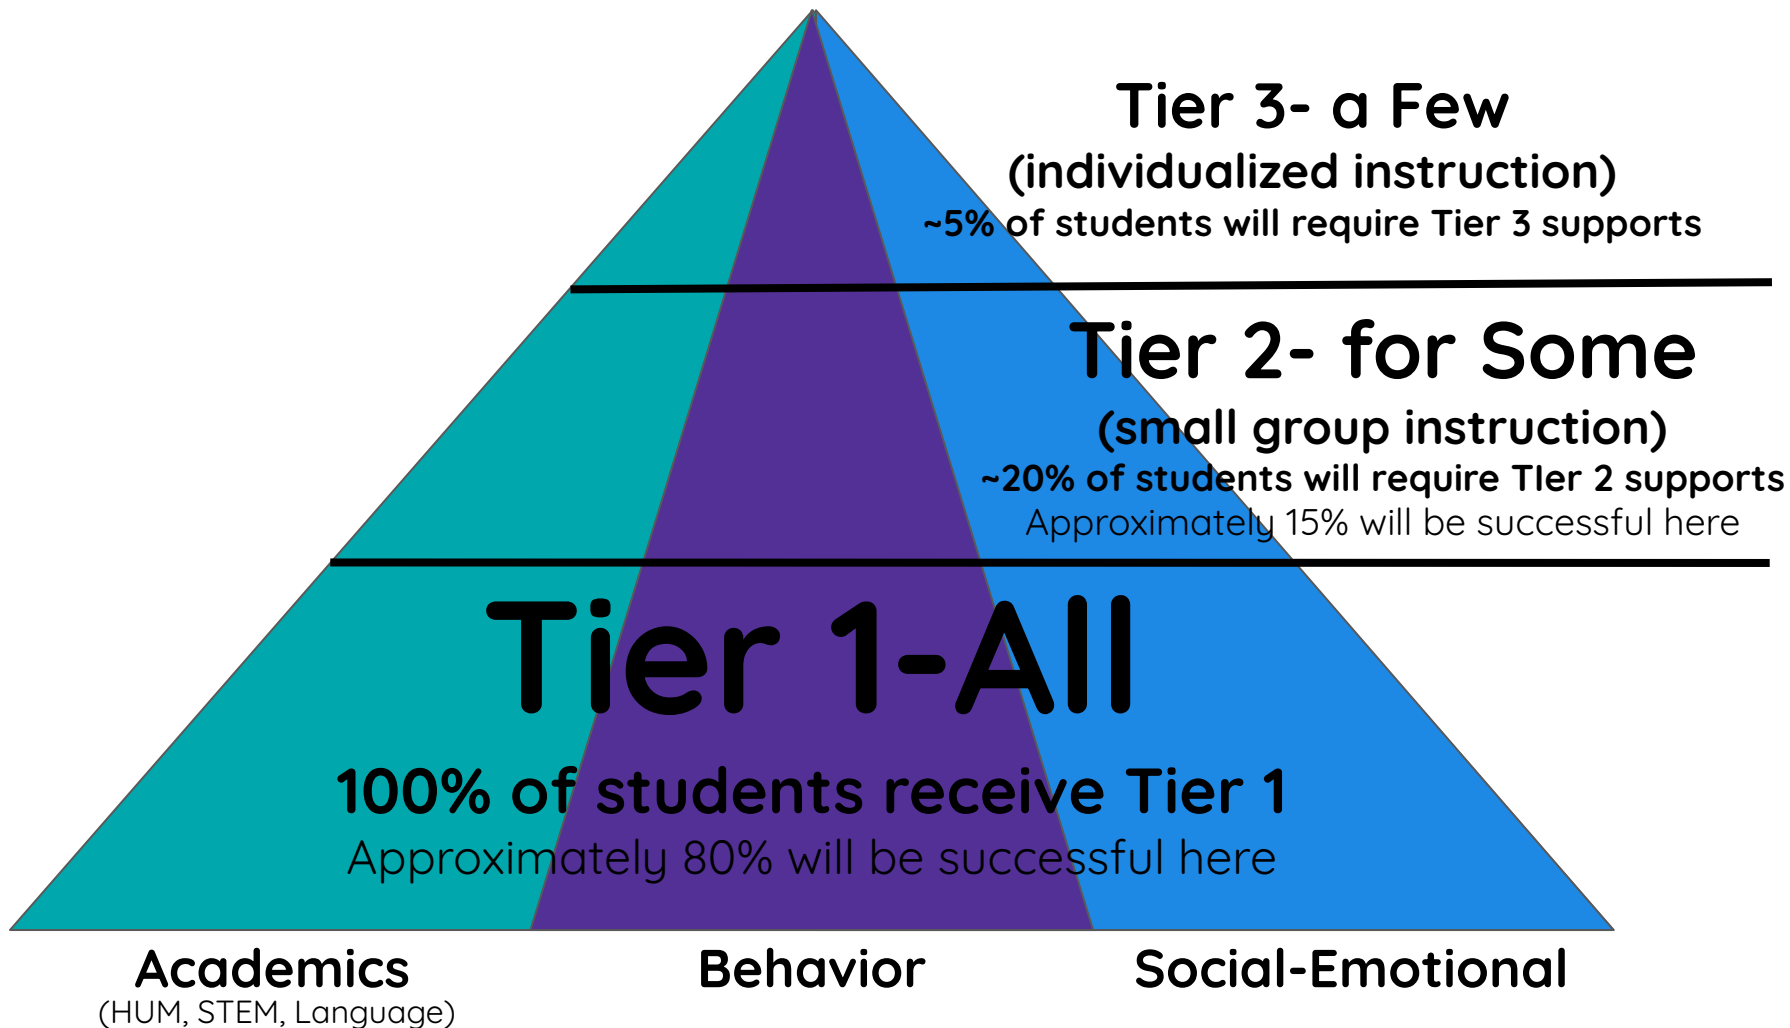 Tier 3- a Few
(individualized instruction)
~5% of students will require Tier 3 supports
Tier 2- for Some
(small group instruction)
~20% of students will require TIer 2 supports
Approximately 15% will be successful here
Tier 1-All
100% of students receive Tier 1
Approximately 80% will be successful here
Academics
(HUM, STEM, Language)
Behavior
Social-Emotional